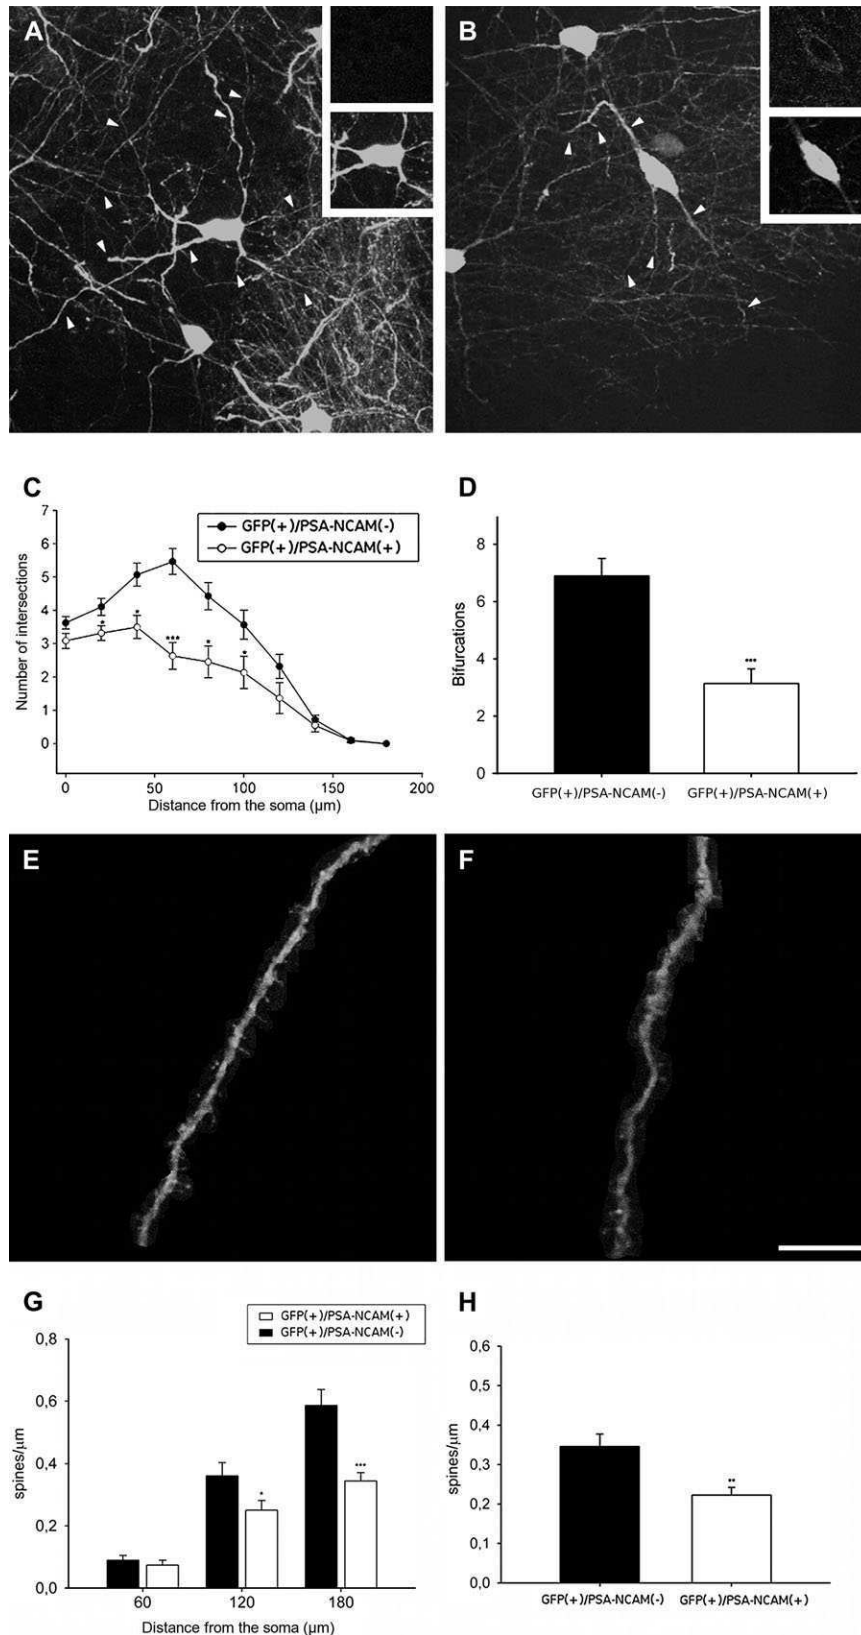 A
B
C
GFP(+)/PSA-NCAM(-)
GFP(+)/PSA-NCAM(+)
Number of intersections
7
6
5
4
3
2
1
0
*
*
***
*
*
0
50
100
150
200
Distance from the soma (µm)
D
Bifurcations
8
6
4
2
0
***
GFP(+)/PSA-NCAM(-)
GFP(+)/PSA-NCAM(+)
E
F
G
GFP(+)/PSA-NCAM(+)
GFP(+)/PSA-NCAM(-)
spines/µm
0,8
0,6
0,4
0,2
0,0
*
***
60
120
180
Distance from the soma (µm)
H
spines/µm
0,6
0,5
0,4
0,3
0,2
0,1
0,0
**
GFP(+)/PSA-NCAM(-)
GFP(+)/PSA-NCAM(+)